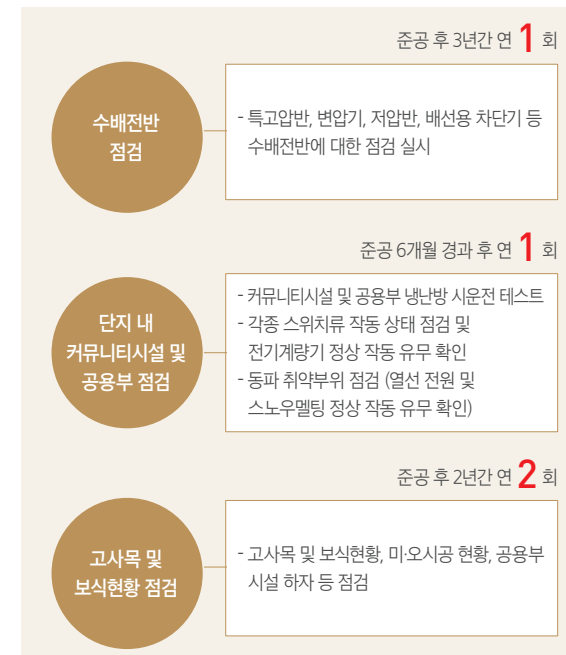 준공 후 3년간 연 1 회
수배전반
점검
- 특고압반, 변압기, 저압반, 배선용 차단기 등
수배전반에 대한 점검 실시
준공 6개월 경과 후 연 1 회
단지 내
커뮤니티시설 및
공용부 점검
- 커뮤니티시설 및 공용부 냉난방 시운전 테스트
- 각종 스위치류 작동 상태 점검 및
전기계량기 정상 작동 유무 확인
- 동파 취약부위 점검 (열선 전원 및
스노우멜팅 정상 작동 유무 확인)
준공 후 2년간 연 2 회
고사목 및
보식현황 점검
- 고사목 및 보식현황, 미·오시공 현황, 공용부
시설 하자 등 점검